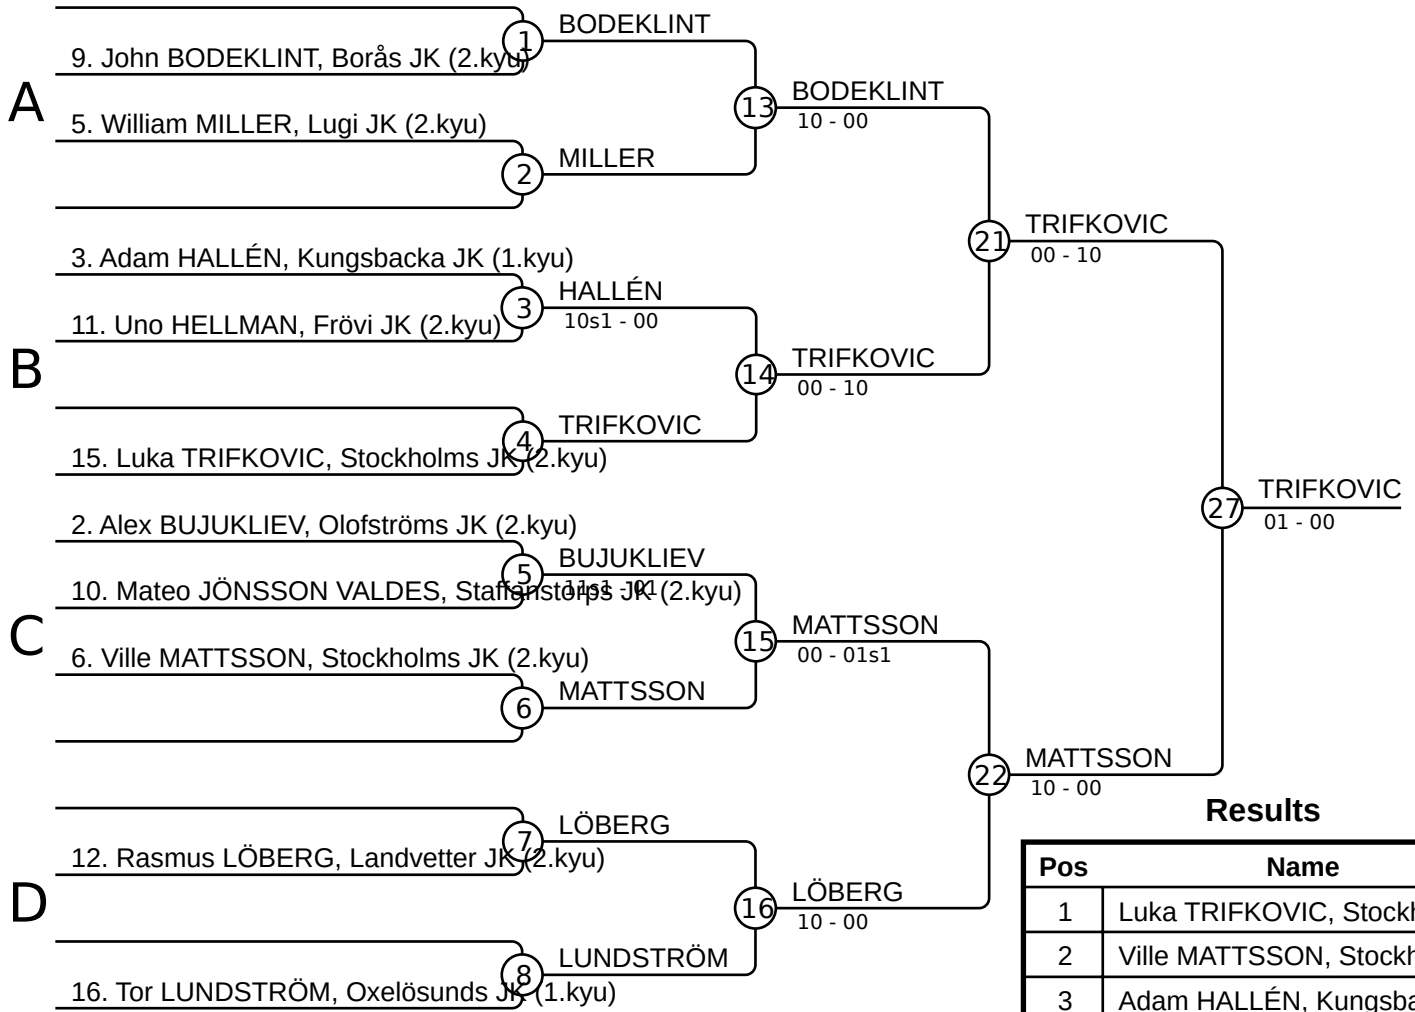 BODEKLINT
1
9. John BODEKLINT, Borås JK (2.kyu)
A
BODEKLINT
13
10 - 00
5. William MILLER, Lugi JK (2.kyu)
MILLER
2
TRIFKOVIC
21
00 - 10
3. Adam HALLÉN, Kungsbacka JK (1.kyu)
HALLÉN
3
10s1 - 00
11. Uno HELLMAN, Frövi JK (2.kyu)
B
TRIFKOVIC
14
00 - 10
TRIFKOVIC
4
15. Luka TRIFKOVIC, Stockholms JK (2.kyu)
TRIFKOVIC
27
01 - 00
2. Alex BUJUKLIEV, Olofströms JK (2.kyu)
BUJUKLIEV
5
11s1 - 01
10. Mateo JÖNSSON VALDES, Staffanstorps JK (2.kyu)
C
MATTSSON
15
00 - 01s1
6. Ville MATTSSON, Stockholms JK (2.kyu)
MATTSSON
6
MATTSSON
22
10 - 00
LÖBERG
7
12. Rasmus LÖBERG, Landvetter JK (2.kyu)
D
LÖBERG
16
10 - 00
LUNDSTRÖM
8
16. Tor LUNDSTRÖM, Oxelösunds JK (1.kyu)
Results
Pos Name
1 Luka TRIFKOVIC, Stockh
2 Ville MATTSSON, Stockh
3 Adam HALLÉN, Kungsba